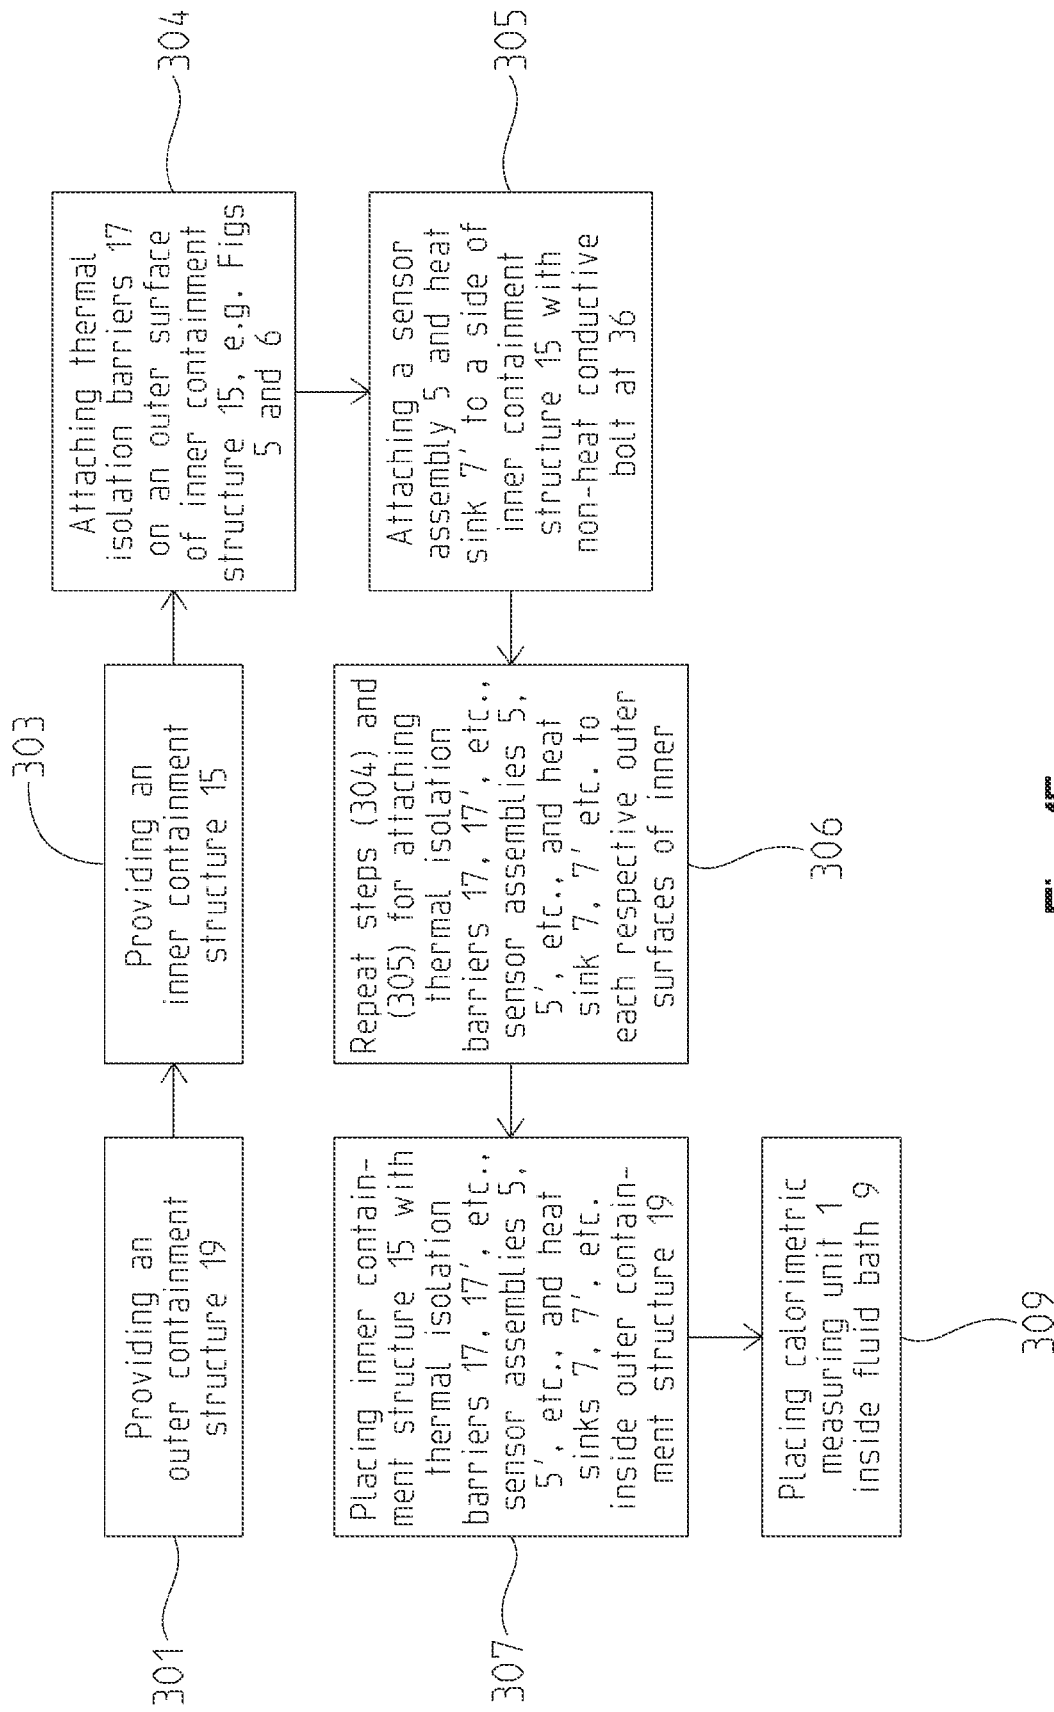 301
Providing an
outer containment
structure 19
303
Providing an
inner containment
structure 15
304
Attaching thermal
isolation barriers 17
on an outer surface
of inner containment
structure 15, e.g. Figs
5 and 6
305
Attaching a sensor
assembly 5 and heat
sink 7' to a side of
inner containment
structure 15 with
non-heat conductive
bolt at 36
306
Repeat steps (304) and
(305) for attaching
thermal isolation
barriers 17, 17', etc.,
sensor assemblies 5,
5', etc., and heat
sink 7, 7' etc. to
each respective outer
surfaces of inner
307
Placing inner contain-
ment structure 15 with
thermal isolation
barriers 17, 17', etc.,
sensor assemblies 5,
5', etc., and heat
sinks 7, 7', etc.
inside outer contain-
ment structure 19
309
Placing calorimetric
measuring unit 1
inside fluid bath 9